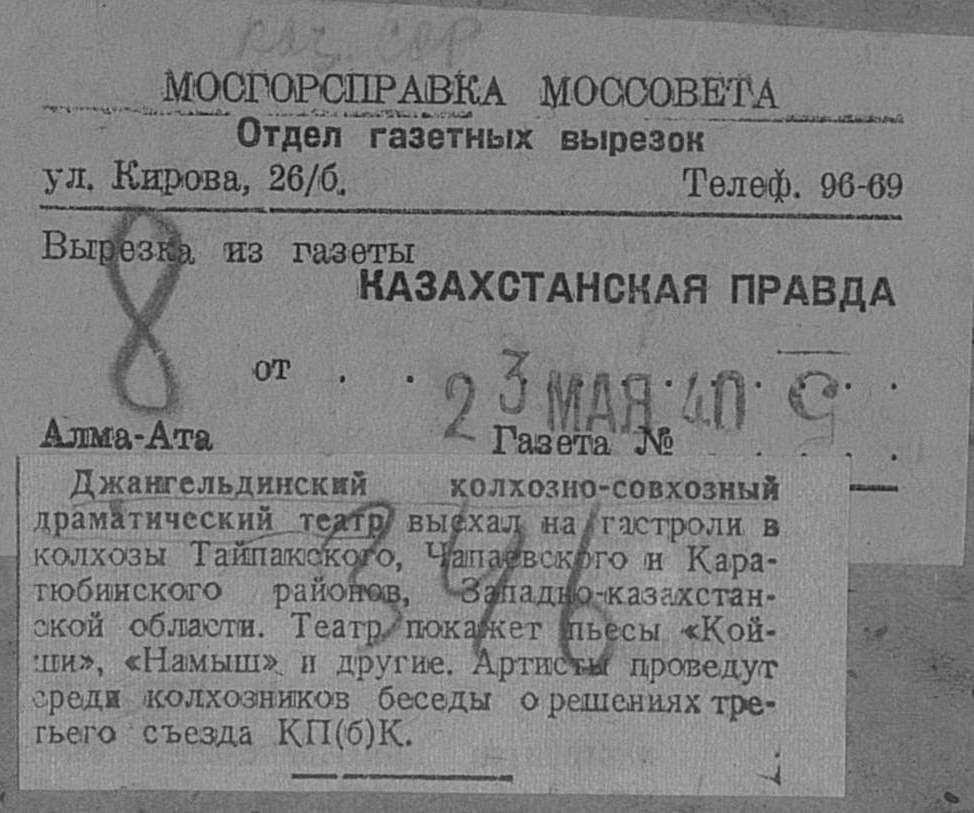 Каз. ССР
МОСГОРСПРАВКА МОССОВЕТА
Отдел газетных вырезок
ул. Кирова, 26/б. Телеф. 96-69
Вырезка из газеты
КАЗАХСТАНСКАЯ ПРАВДА
8
от . . 23 МАЯ 40
Алма-Ата Газета № . . . .
Джангельдинский колхозно-совхозный
драматический театр выехал на гастроли в
колхозы Тайпакского, Чапаевского и Кара-
тюбинского районов, Западно-казахстан-
ской области. Театр покажет пьесы «Кой-
ши», «Намыш» и другие. Артисты проведут
среди колхозников беседы о решениях тре-
тьего съезда КП(б)К.
346